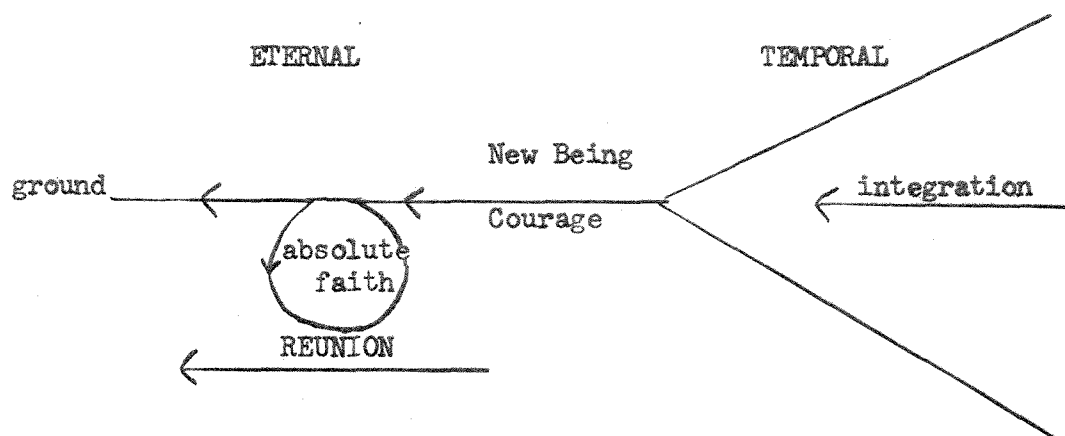 ETERNAL
TEMPORAL
New Being
ground
integration
Courage
absolute
faith
REUNION